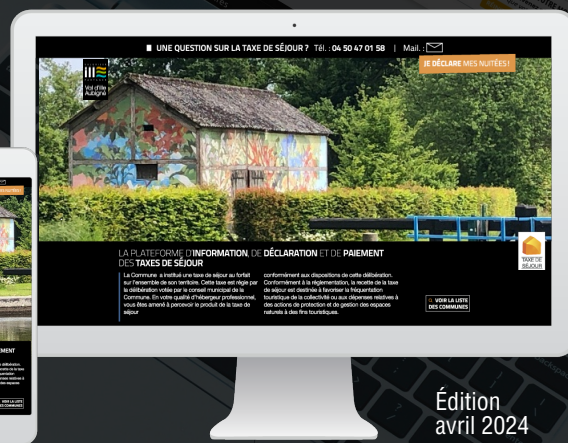 UNE QUESTION SUR LA TAXE DE SÉJOUR ? Tél. : 04 50 47 01 58 | Mail. :
JE DÉCLARE MES NUITÉES !
Val d'Ille
Aubigné
LA PLATEFORME D'INFORMATION, DE DÉCLARATION ET DE PAIEMENT
DES TAXES DE SÉJOUR
La Commune a institué une taxe de séjour au forfait
sur l'ensemble de son territoire. Cette taxe est régie par
la délibération votée par le conseil municipal de la
Commune. En votre qualité d'hébergeur professionnel,
vous êtes amené à percevoir le produit de la taxe de
séjour
conformément aux dispositions de cette délibération.
Conformément à la réglementation, la recette de la taxe
de séjour est destinée à favoriser la fréquentation
touristique de la collectivité ou aux dépenses relatives à
des actions de protection et de gestion des espaces
naturels à des fins touristiques.
VOIR LA LISTE
DES COMMUNES
TAXE DE
SÉJOUR
VOIR LA LISTE
DES COMMUNES
Édition
avril 2024